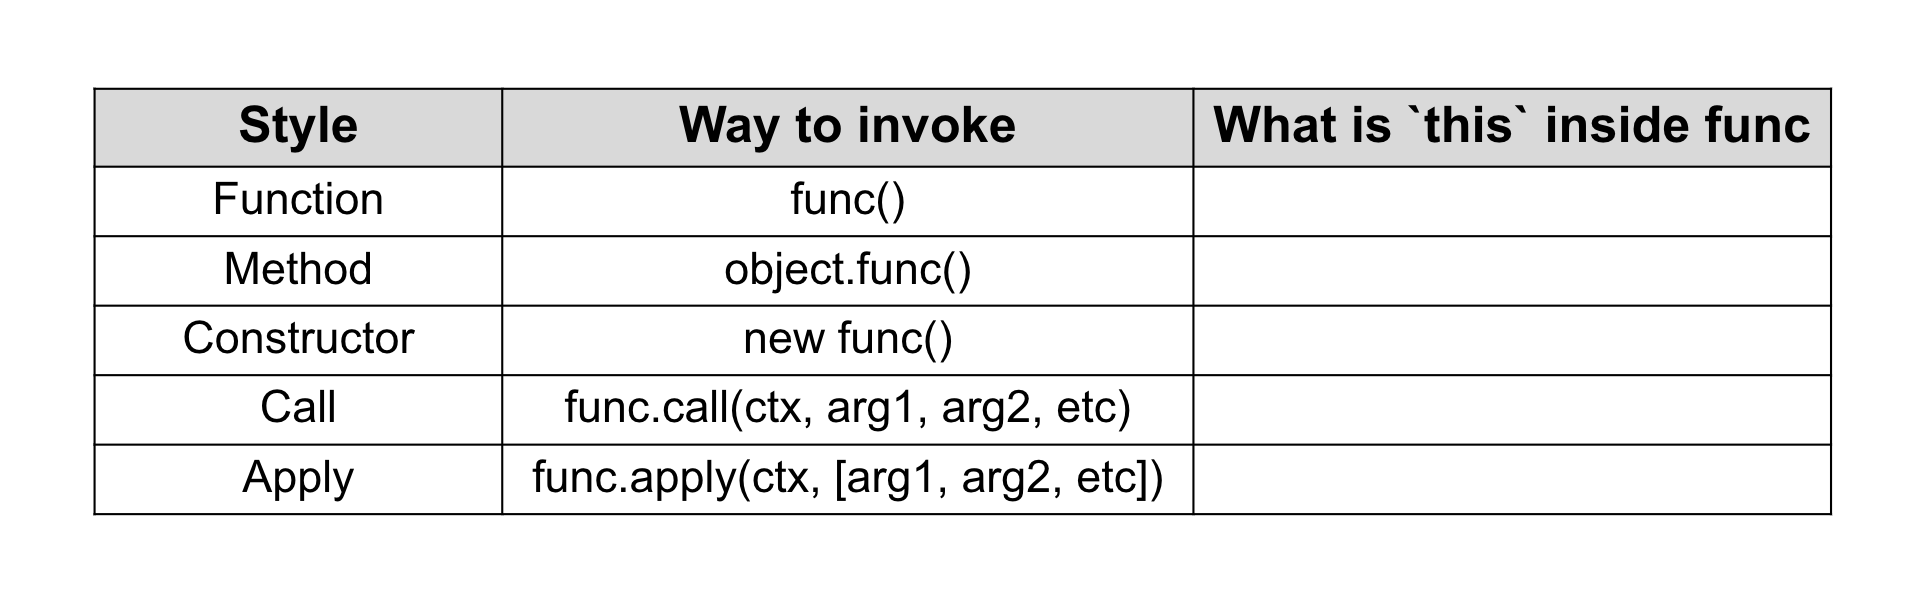 Style Way to invoke What is `this` inside func
Function func()
Method object.func()
Constructor new func()
Call func.call(ctx, arg1, arg2, etc)
Apply func.apply(ctx, [arg1, arg2, etc])